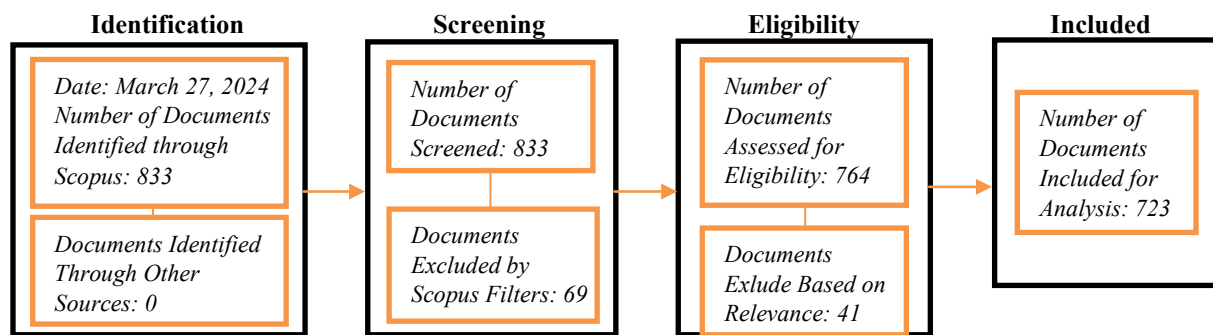 Identification
Date: March 27, 2024
Number of Documents
Identified through
Scopus: 833
Documents Identified
Through Other
Sources: 0
Screening
Number of
Documents
Screened: 833
Documents
Excluded by
Scopus Filters: 69
Eligibility
Number of
Documents
Assessed for
Eligibility: 764
Documents
Exlude Based on
Relevance: 41
Included
Number of
Documents
Included for
Analysis: 723